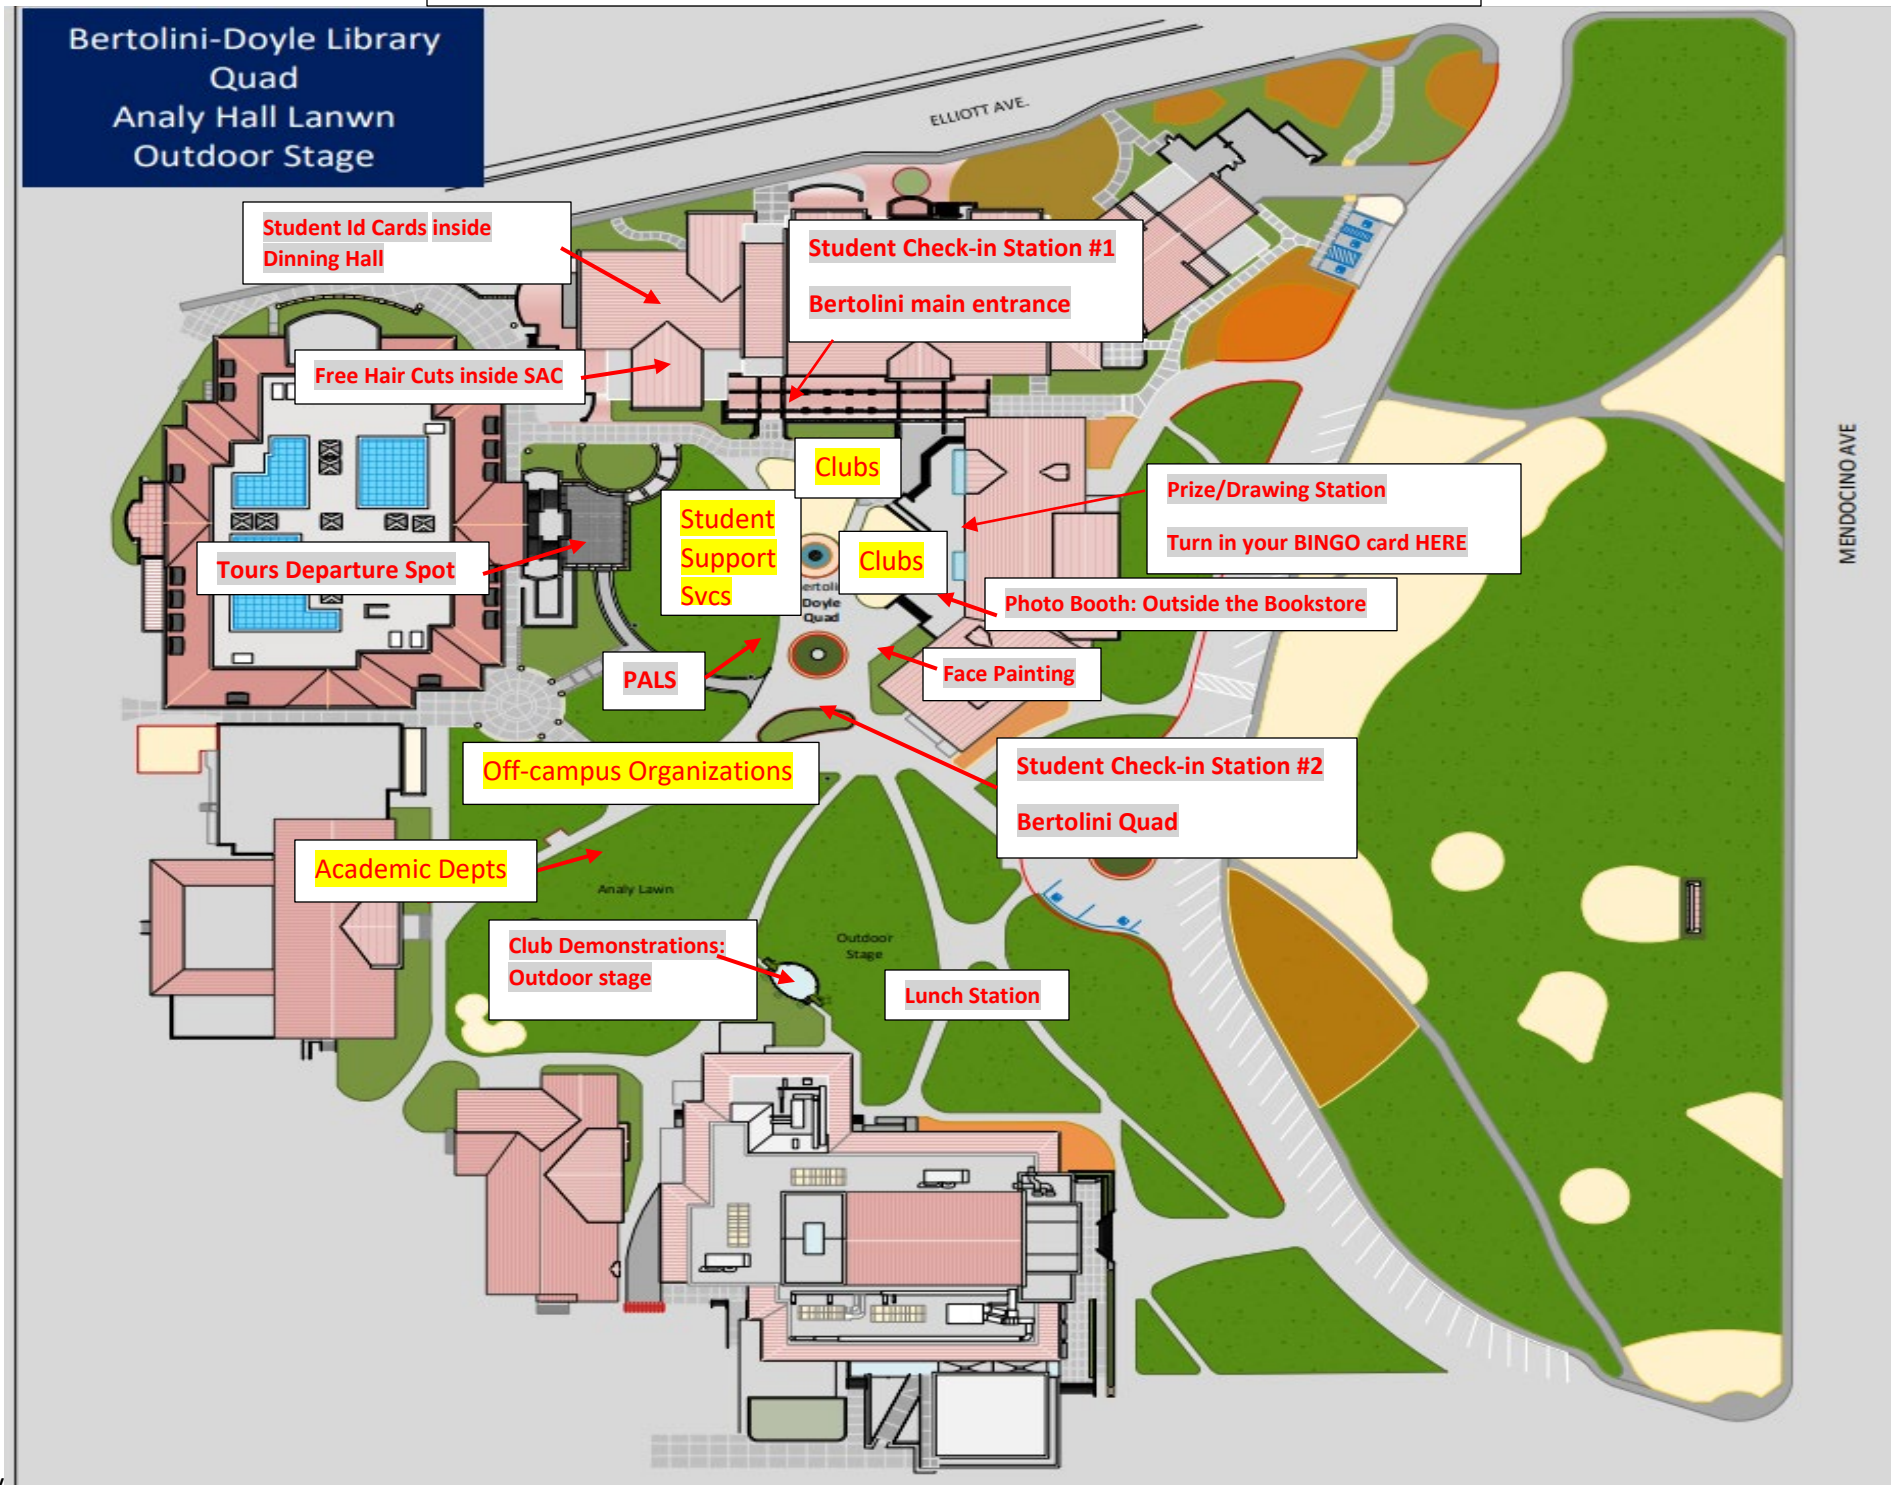 Bertolini-Doyle Library
Quad
Analy Hall Lanwn
Outdoor Stage
ELLIOTT AVE.
Student Id Cards inside
Dinning Hall
Student Check-in Station #1
Bertolini main entrance
Free Hair Cuts inside SAC
MENDOCINO AVE
Clubs
Prize/Drawing Station
Turn in your BINGO card HERE
Student
Support
Svcs
Clubs
Tours Departure Spot
ertoli
Doyle
Quad
Photo Booth: Outside the Bookstore
PALS
Face Painting
Off-campus Organizations
Student Check-in Station #2
Bertolini Quad
Academic Depts
Analy Lawn
Club Demonstrations:
Outdoor stage
Outdoor
Stage
Lunch Station